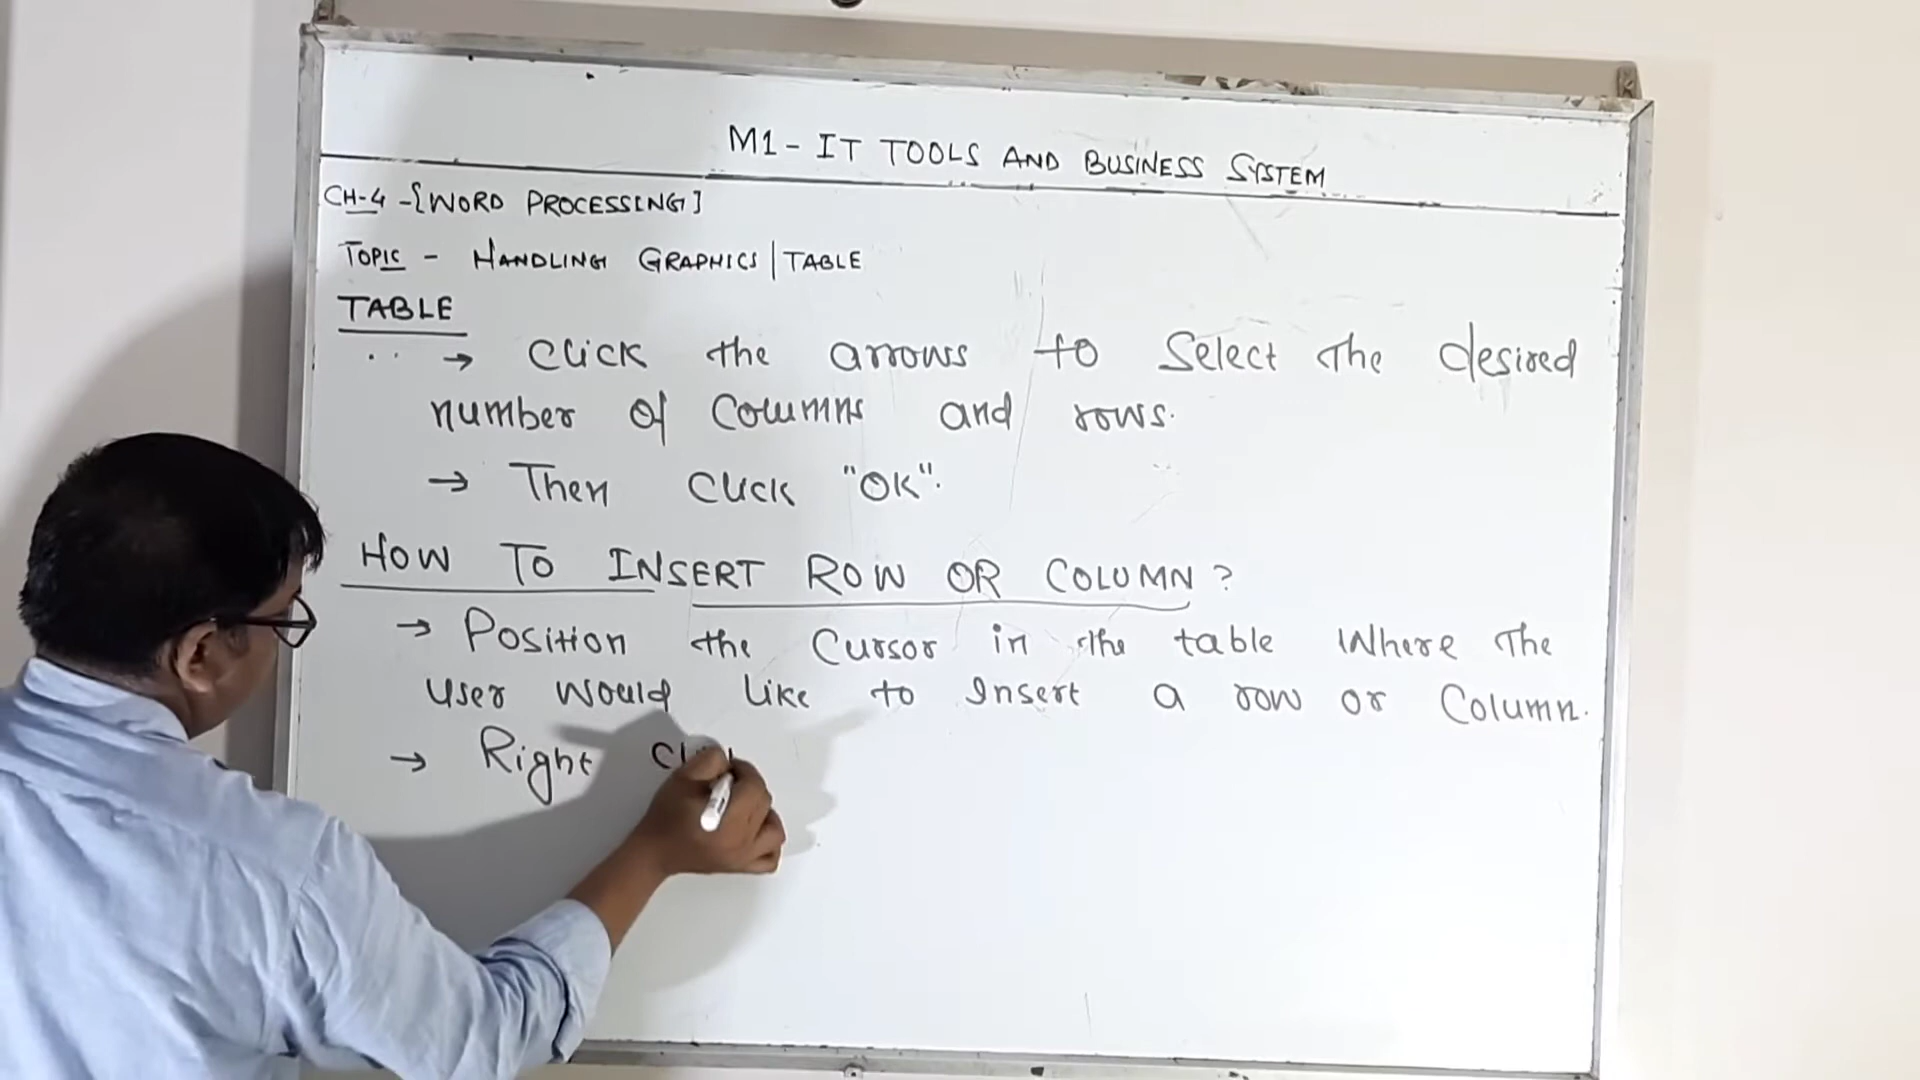 M1 - IT TOOLS AND BUSINESS SYSTEM
CH-4 - [WORD PROCESSING]
TOPIC - HANDLING GRAPHICS | TABLE
TABLE
→ Click the arrows to Select the desired
number of Columns and rows.
→ Then Click "OK".
HOW TO INSERT ROW OR COLUMN ?
→ Position the Cursor in the table Where The
User would like to Insert a row or Column.
→ Right